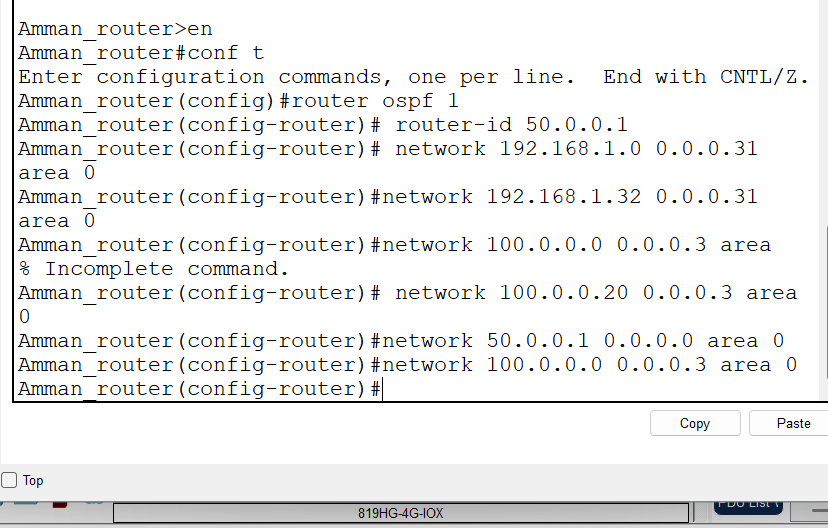 Amman_router>en
Amman_router#conf t
Enter configuration commands, one per line.  End with CNTL/Z.
Amman_router(config)#router ospf 1
Amman_router(config-router)# router-id 50.0.0.1
Amman_router(config-router)# network 192.168.1.0 0.0.0.31
area 0
Amman_router(config-router)#network 192.168.1.32 0.0.0.31
area 0
Amman_router(config-router)#network 100.0.0.0 0.0.0.3 area
% Incomplete command.
Amman_router(config-router)# network 100.0.0.20 0.0.0.3 area
0
Amman_router(config-router)#network 50.0.0.1 0.0.0.0 area 0
Amman_router(config-router)#network 100.0.0.0 0.0.0.3 area 0
Amman_router(config-router)#
Copy Paste
Top
819HG-4G-IOX
PDU List